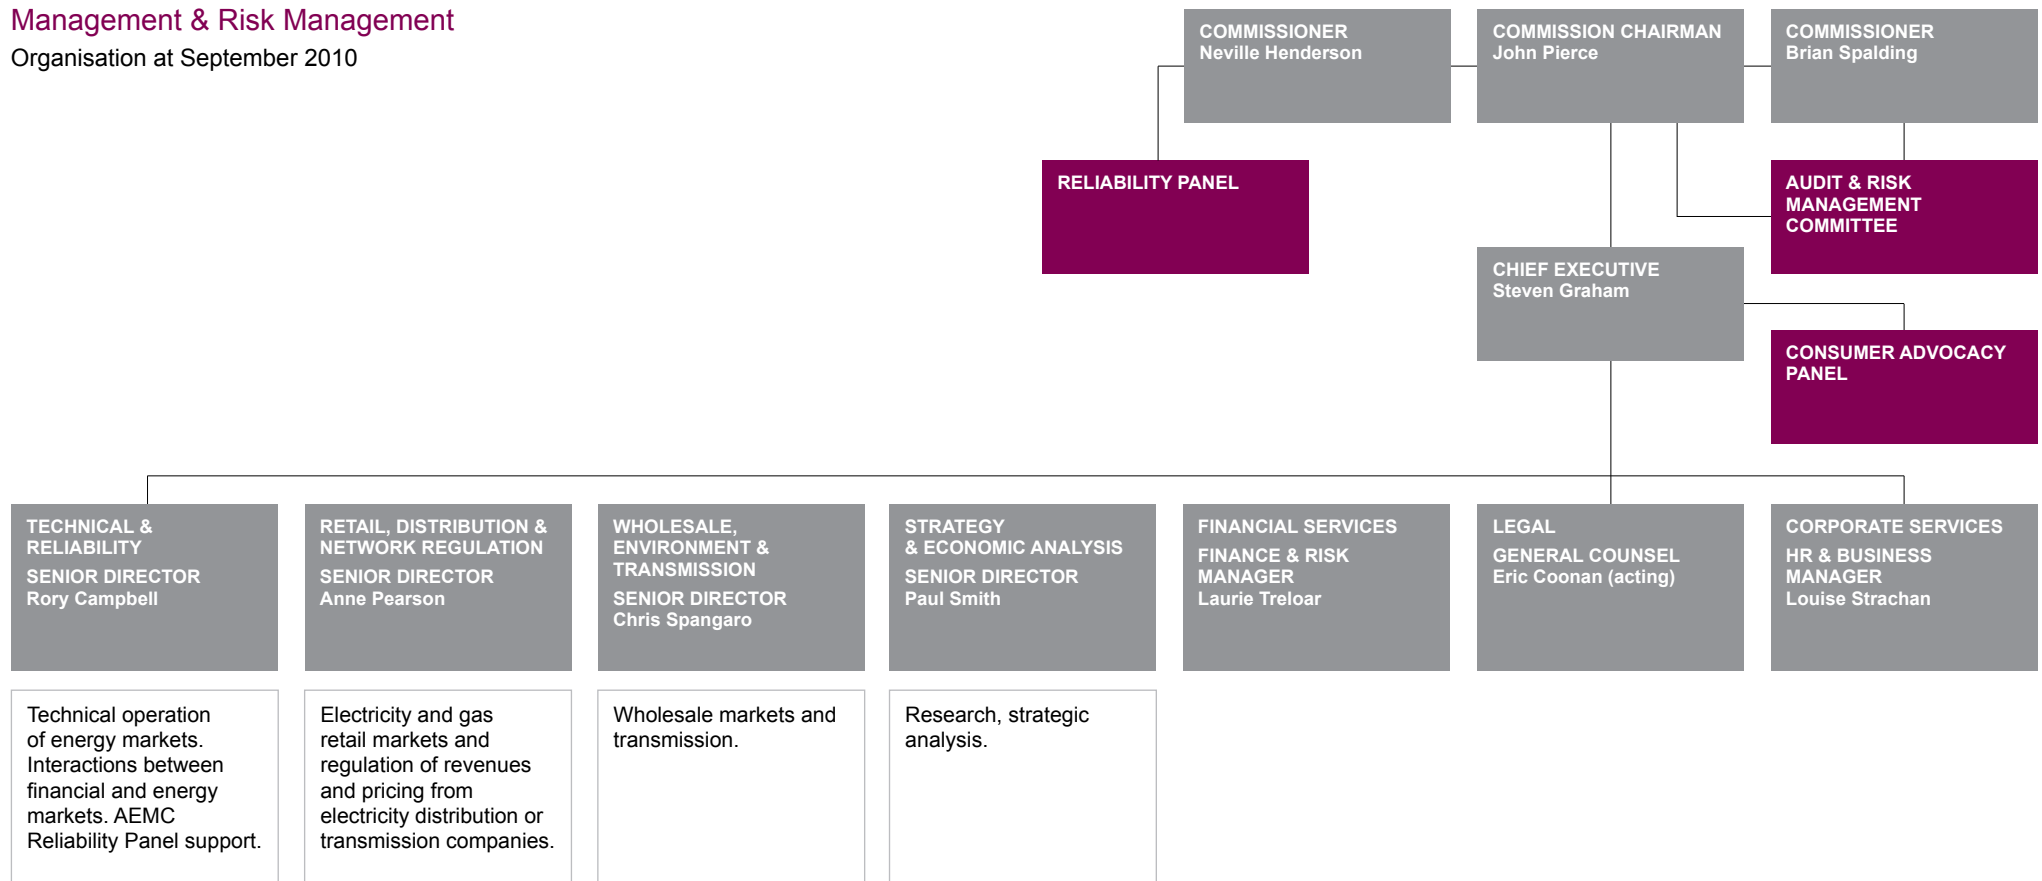 Management & Risk Management
Organisation at September 2010
COMMISSIONER
Neville Henderson
COMMISSION CHAIRMAN
John Pierce
COMMISSIONER
Brian Spalding
RELIABILITY PANEL
AUDIT & RISK
MANAGEMENT
COMMITTEE
CHIEF EXECUTIVE
Steven Graham
CONSUMER ADVOCACY
PANEL
TECHNICAL &
RELIABILITY
SENIOR DIRECTOR
Rory Campbell
RETAIL, DISTRIBUTION &
NETWORK REGULATION
SENIOR DIRECTOR
Anne Pearson
WHOLESALE,
ENVIRONMENT &
TRANSMISSION
SENIOR DIRECTOR
Chris Spangaro
STRATEGY
& ECONOMIC ANALYSIS
SENIOR DIRECTOR
Paul Smith
FINANCIAL SERVICES
FINANCE & RISK
MANAGER
Laurie Treloar
LEGAL
GENERAL COUNSEL
Eric Coonan (acting)
CORPORATE SERVICES
HR & BUSINESS
MANAGER
Louise Strachan
Technical operation
of energy markets.
Interactions between
financial and energy
markets. AEMC
Reliability Panel support.
Electricity and gas
retail markets and
regulation of revenues
and pricing from
electricity distribution or
transmission companies.
Wholesale markets and
transmission.
Research, strategic
analysis.